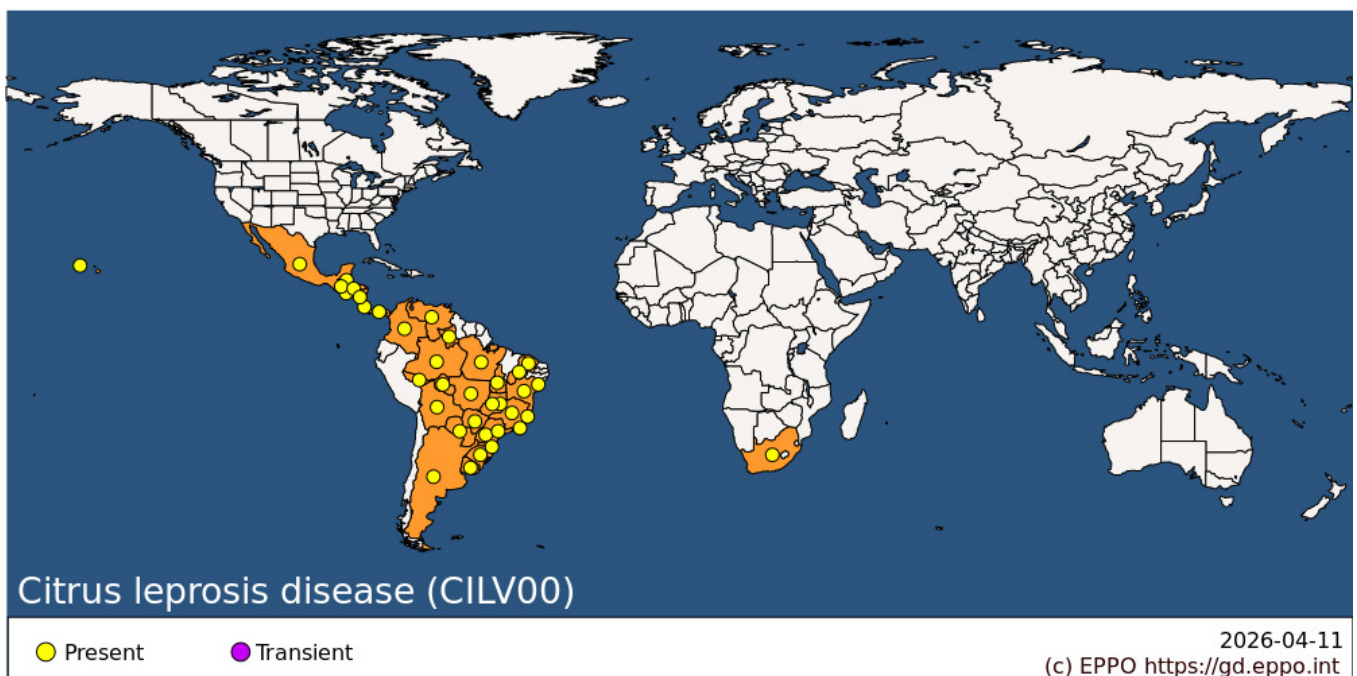 Citrus leprosis disease (CILV00)
Present
Transient
2026-04-11
(c) EPPO https://gd.eppo.int